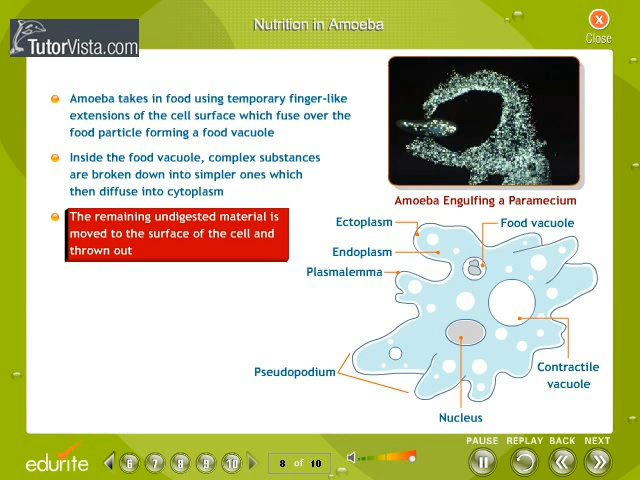 Nutrition in Amoeba
X
Close
TutorVista.com
Amoeba takes in food using temporary finger-like
extensions of the cell surface which fuse over the
food particle forming a food vacuole
Inside the food vacuole, complex substances
are broken down into simpler ones which
then diffuse into cytoplasm
The remaining undigested material is
moved to the surface of the cell and
thrown out
Amoeba Engulfing a Paramecium
Ectoplasm
Food vacuole
Endoplasm
Plasmalemma
Pseudopodium
Contractile
vacuole
Nucleus
PAUSE REPLAY BACK NEXT
edurite
6 7 8 9 10
8 of 10